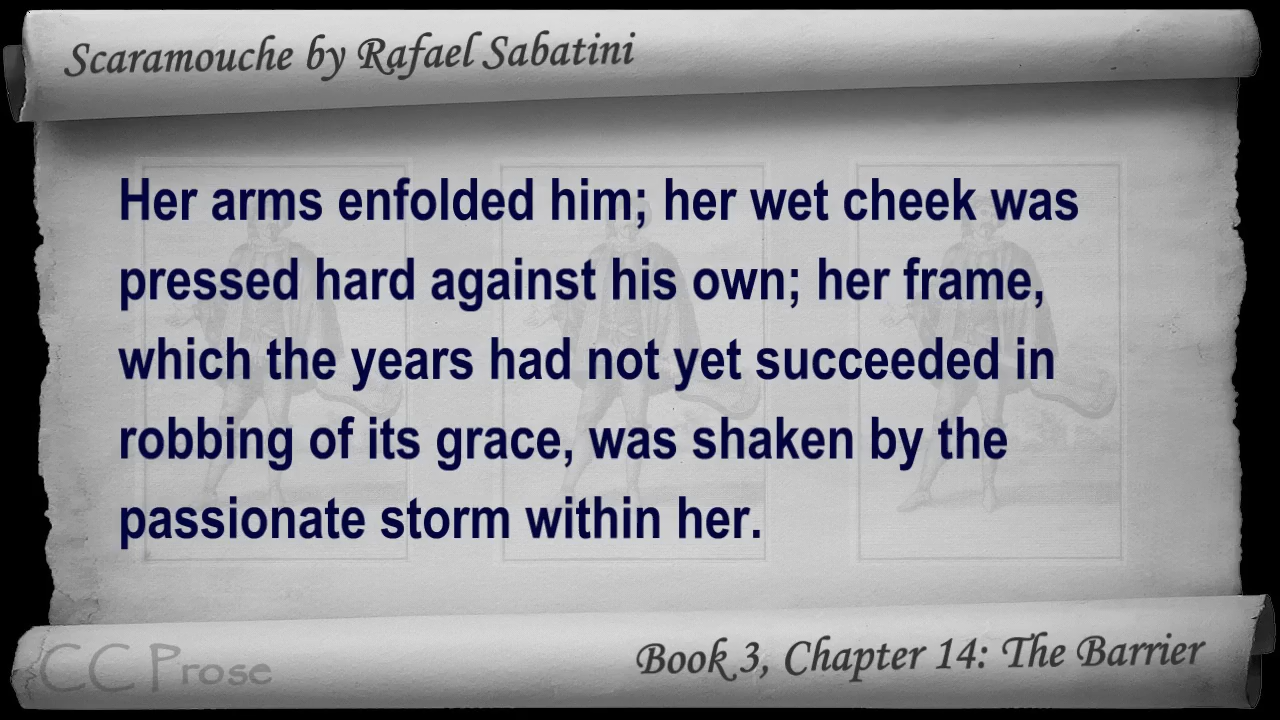 Scaramouche by Rafael Sabatini
Her arms enfolded him; her wet cheek was
pressed hard against his own; her frame,
which the years had not yet succeeded in
robbing of its grace, was shaken by the
passionate storm within her.
CC Prose
Book 3, Chapter 14: The Barrier